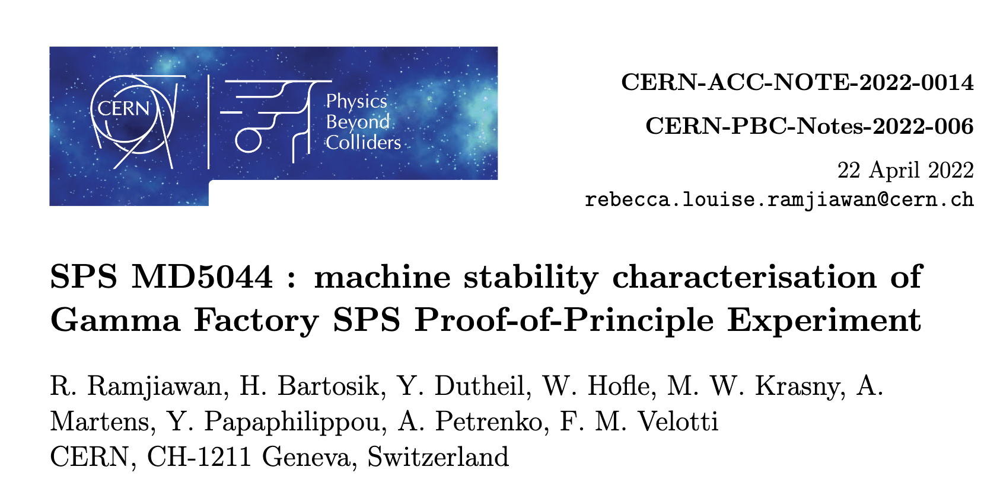 CERN
Physics
Beyond
Colliders
CERN-ACC-NOTE-2022-0014
CERN-PBC-Notes-2022-006
22 April 2022
rebecca.louise.ramjiawan@cern.ch
SPS MD5044 : machine stability characterisation of
Gamma Factory SPS Proof-of-Principle Experiment
R. Ramjiawan, H. Bartosik, Y. Dutheil, W. Hofle, M. W. Krasny, A.
Martens, Y. Papaphilippou, A. Petrenko, F. M. Velotti
CERN, CH-1211 Geneva, Switzerland